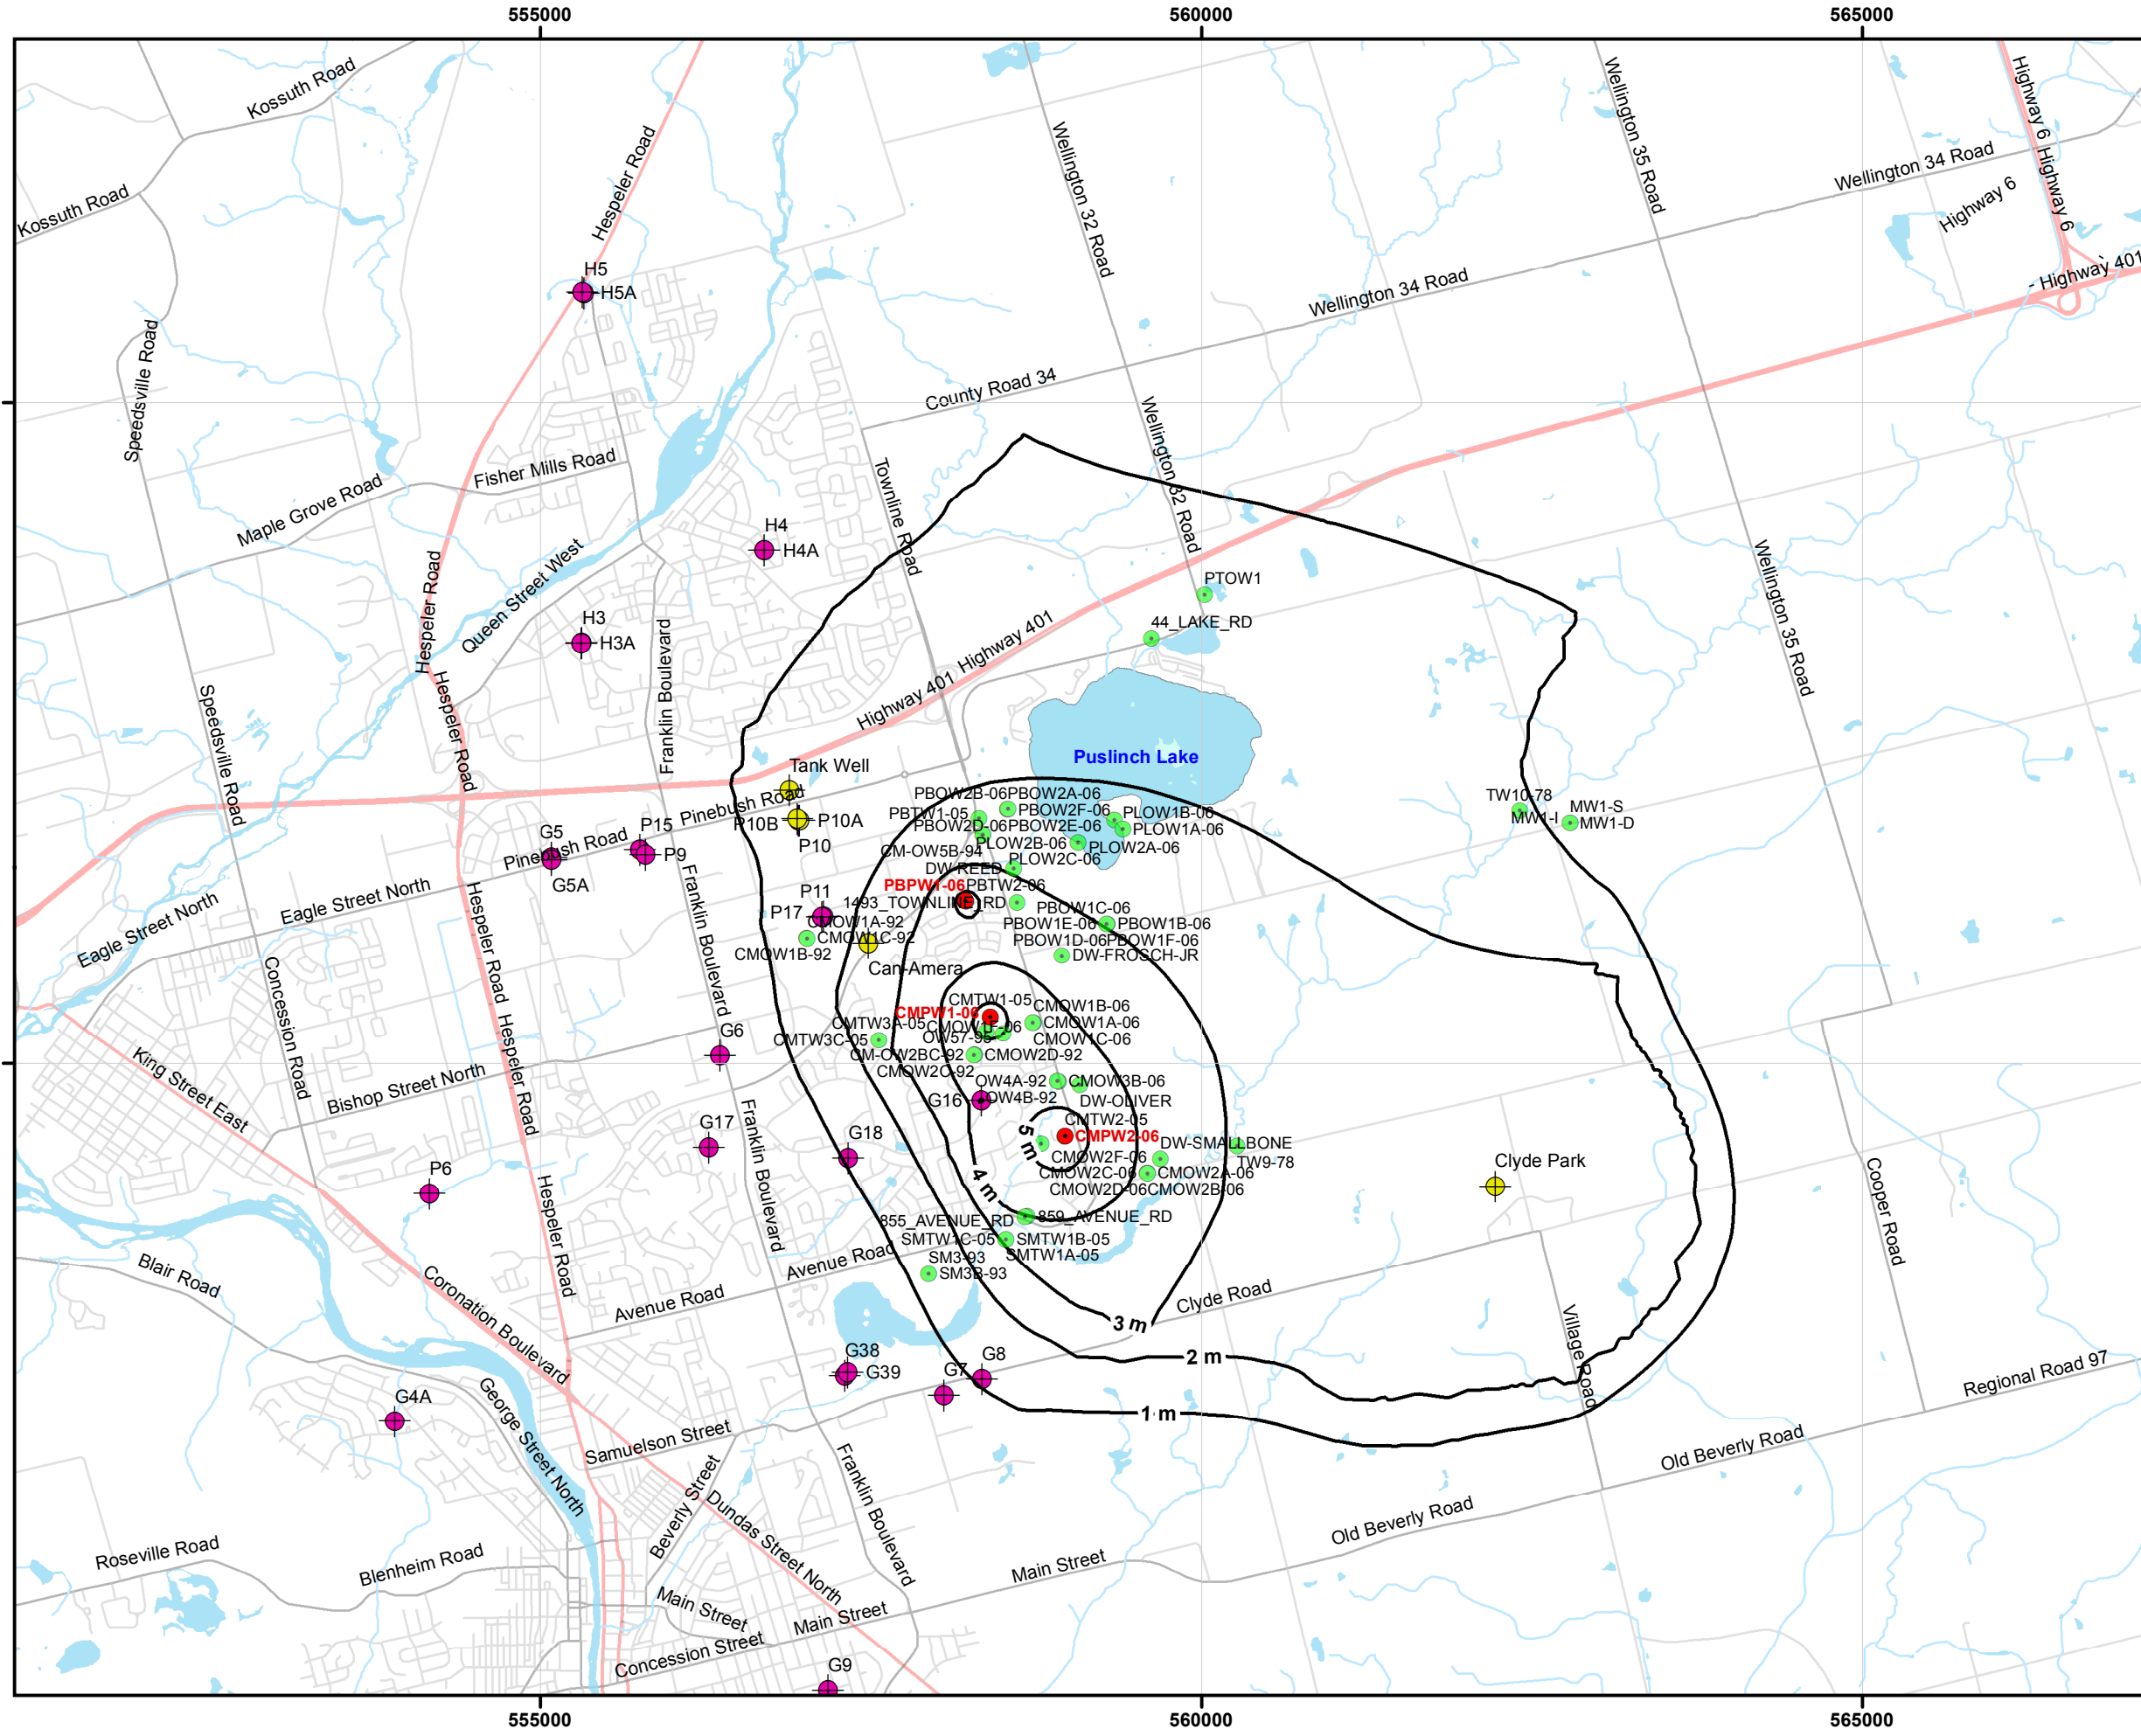 555000
560000
565000
Kossuth Road
Kossuth Road
Hespeler Road
Wellington 32 Road
Wellington 35 Road
Highway 6
Highway 6
Wellington 34 Road
Highway 6
- Highway 401
Wellington 34 Road
H5
H5A
Speedsville Road
County Road 34
Wellington 32 Road
Fisher Mills Road
Maple Grove Road
Townline Road
H4
H4A
Queen Street West
Hespeler Road
Wellington 35 Road
PTOW1
44_LAKE_RD
H3
H3A
Franklin Boulevard
Highway 401
Highway 401
Hespeler Road
Speedsville Road
Puslinch Lake
Tank Well
Pinebush Road
P10B
P10A
P10
PBOW2B-06
PBOW2A-06
PBTW1-05
PBOW2F-06
PLOW1B-06
PBOW2D-06
PBOW2E-06
PLOW1A-06
PLOW2B-06
PLOW2A-06
TW10-78
MW1-S
MW1-I
MW1-D
G5
Pinebush Road
P15
P9
G5A
CM-OW5B-94
PLOW2C-06
DW-REED
PBPW1-06
PBTW2-06
Eagle Street North
Eagle Street North
P11
P17
1493_TOWNLINE_RD
PBOW1C-06
CMOW1A-92
PBOW1E-06
PBOW1B-06
CMOW1C-92
PBOW1D-06
PBOW1F-06
CMOW1B-92
DW-FROSCH-JR
Can-Amera
Franklin Boulevard
Hespeler Road
Concession Road
CMTW1-05
CMOW1B-06
CMPW1-06
CMTW3A-05
CMOW1F-06
CMOW1A-06
CMTW3C-05
OW57-95
CMOW1C-06
Hespeler Road
G6
CM-OW2BC-92
CMOW2D-92
CMOW2C-92
King Street East
Bishop Street North
OW4A-92
CMOW3B-06
G16
OW4B-92
DW-OLIVER
Franklin Boulevard
G17
G18
5 m
CMTW2-05
CMPW2-06
DW-SMALLBONE
CMOW2F-06
TW9-78
Clyde Park
P6
4 m
CMOW2C-06
CMOW2A-06
CMOW2D-06
CMOW2B-06
Cooper Road
Hespeler Road
855_AVENUE_RD
859_AVENUE_RD
SMTW1C-05
SMTW1B-05
SMTW1A-05
SM3-93
SM3B-93
Avenue Road
Avenue Road
Blair Road
Coronation Boulevard
Clyde Road
3 m
2 m
1 m
Village Road
G38
G39
G7
G8
G4A
George Street North
Regional Road 97
Samuelson Street
Franklin Boulevard
Old Beverly Road
Old Beverly Road
Beverly Street
Dundas Street North
Roseville Road
Blenheim Road
Main Street
Main Street
Main Street
Concession Street
G9
555000
560000
565000